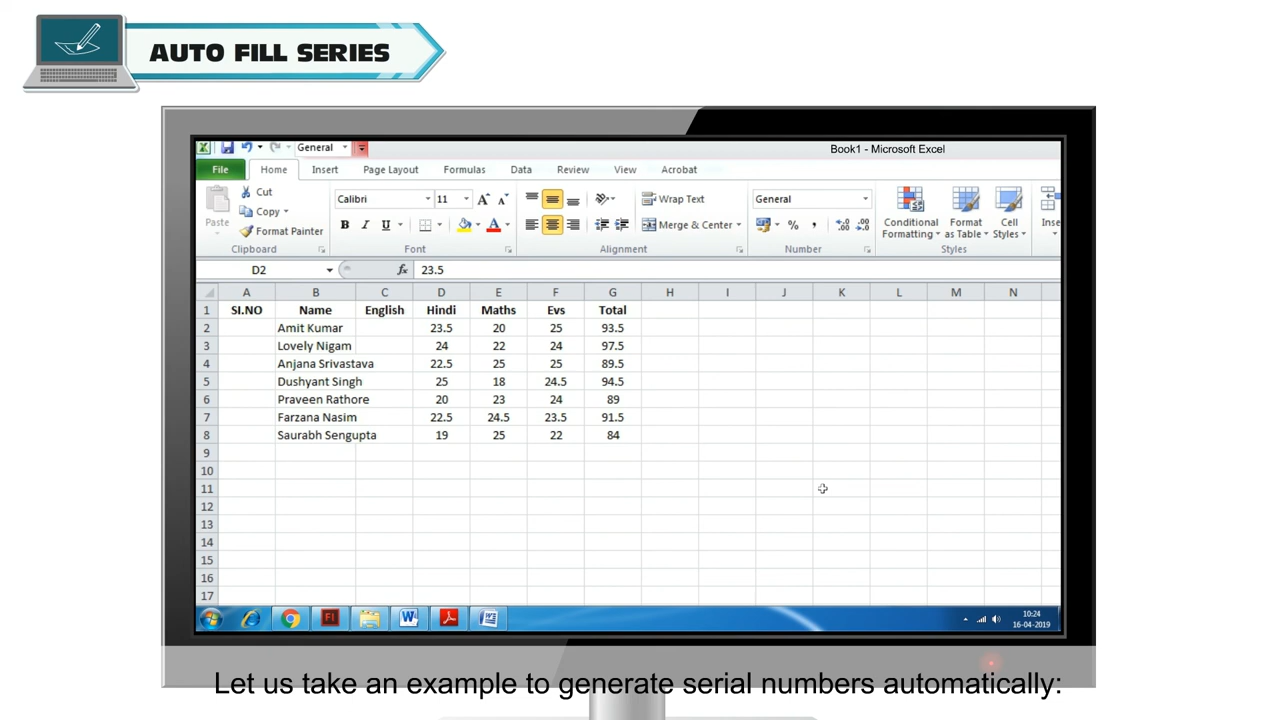 AUTO FILL SERIES
General
Book1 - Microsoft Excel
File Home Insert Page Layout Formulas Data Review View Acrobat
Cut
Copy
Format Painter
Paste
Clipboard
Calibri 11
B I U A
Font
Wrap Text
Merge & Center
Alignment
General
% ,
Number
Conditional Formatting
Format as Table
Cell Styles
Styles
Inse
D2 fx 23.5
A B C D E F G H I J K L M N
1 SI.NO Name English Hindi Maths Evs Total
2 Amit Kumar 23.5 20 25 93.5
3 Lovely Nigam 24 22 24 97.5
4 Anjana Srivastava 22.5 25 25 89.5
5 Dushyant Singh 25 18 24.5 94.5
6 Praveen Rathore 20 23 24 89
7 Farzana Nasim 22.5 24.5 23.5 91.5
8 Saurabh Sengupta 19 25 22 84
9
10
11
12
13
14
15
16
17
10:24
16-04-2019
Let us take an example to generate serial numbers automatically: